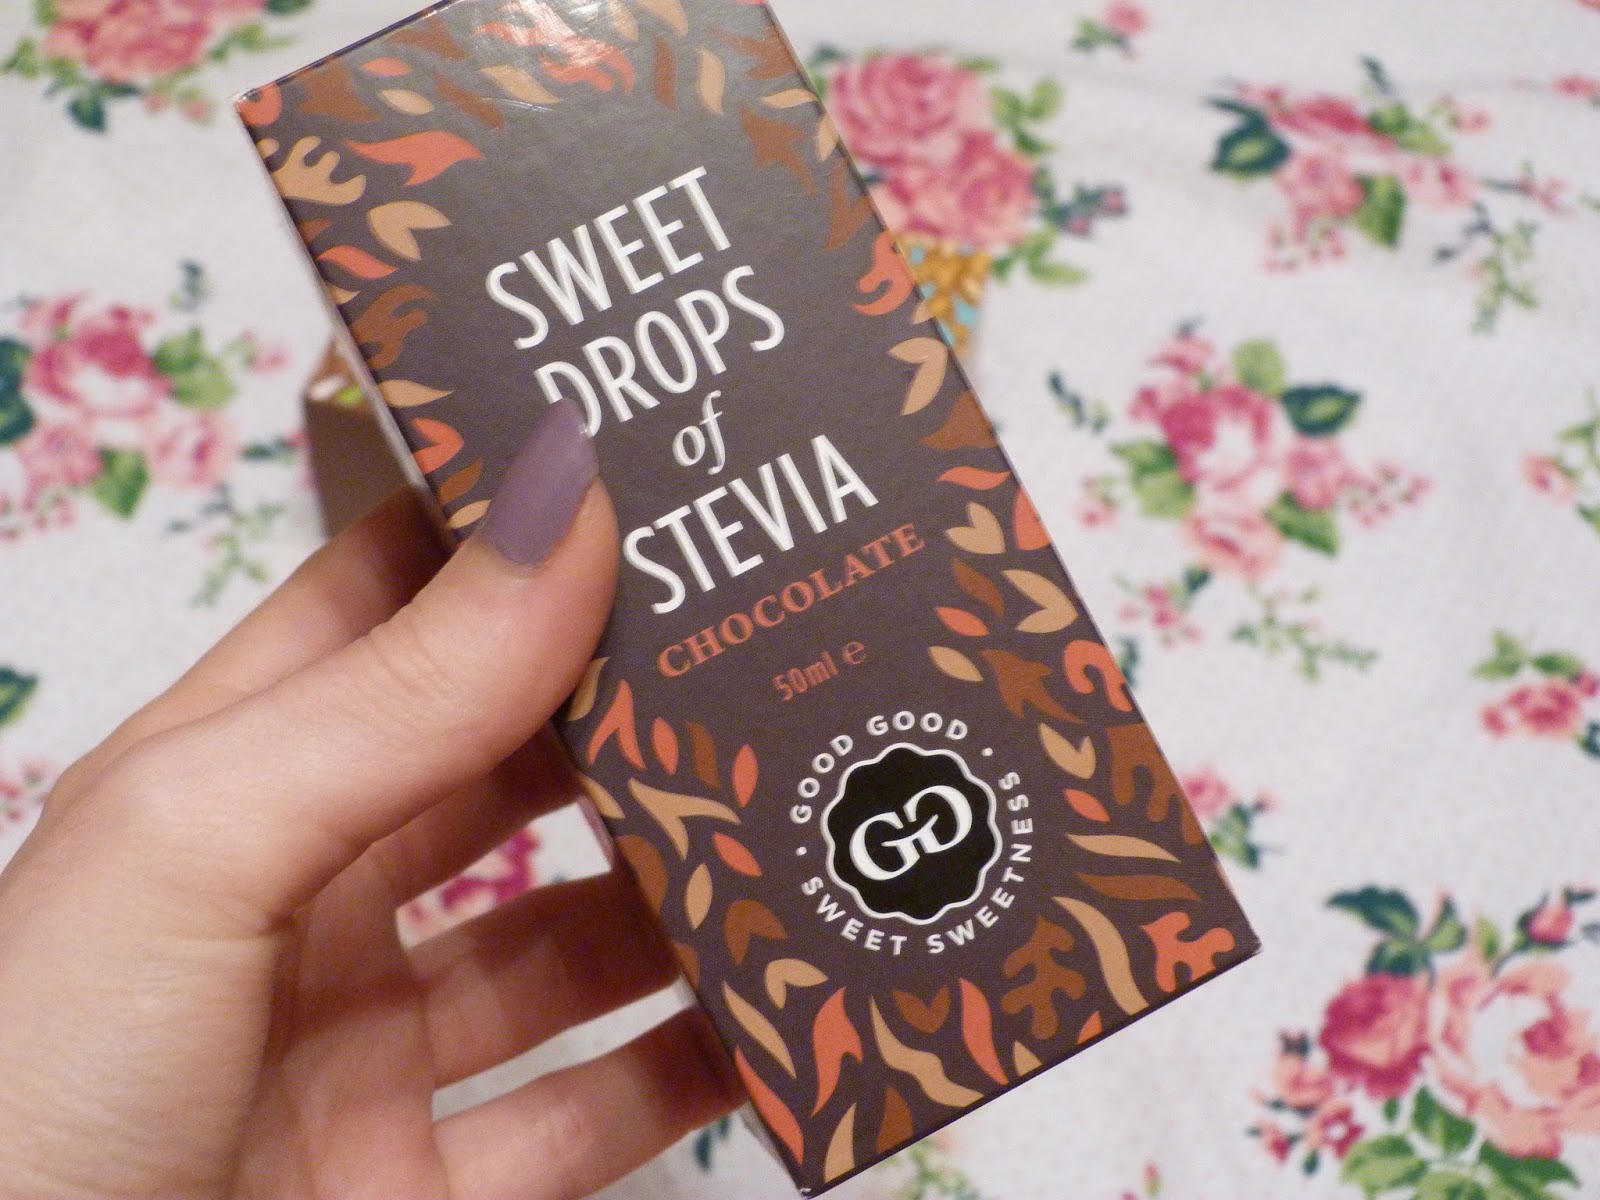 SWEET
DROPS
of
STEVIA
CHOCOLATE
50ml ℮
GOOD GOOD
GG
SWEET SWEETNESS